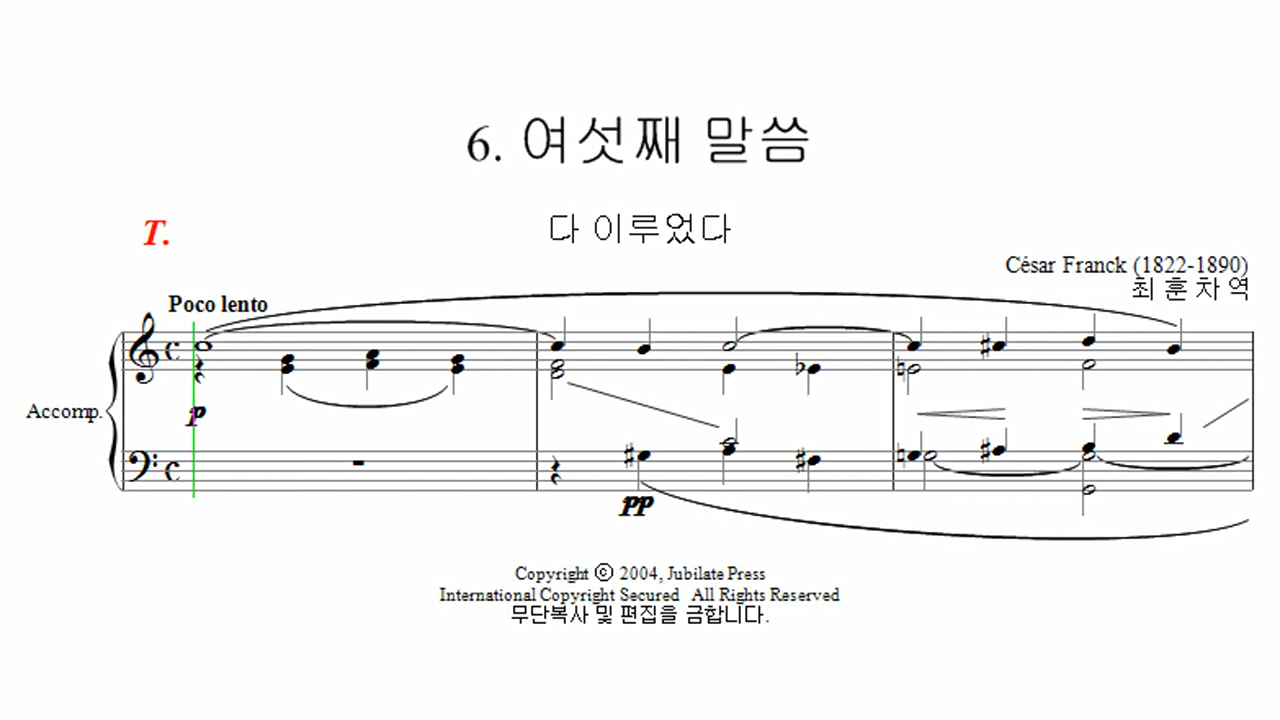 6. 여섯째 말씀
다 이루었다
T.
César Franck (1822-1890)
최 훈 차 역
Poco lento
Accomp.
p
pp
Copyright © 2004, Jubilate Press
International Copyright Secured All Rights Reserved
무단복사 및 편집을 금합니다.